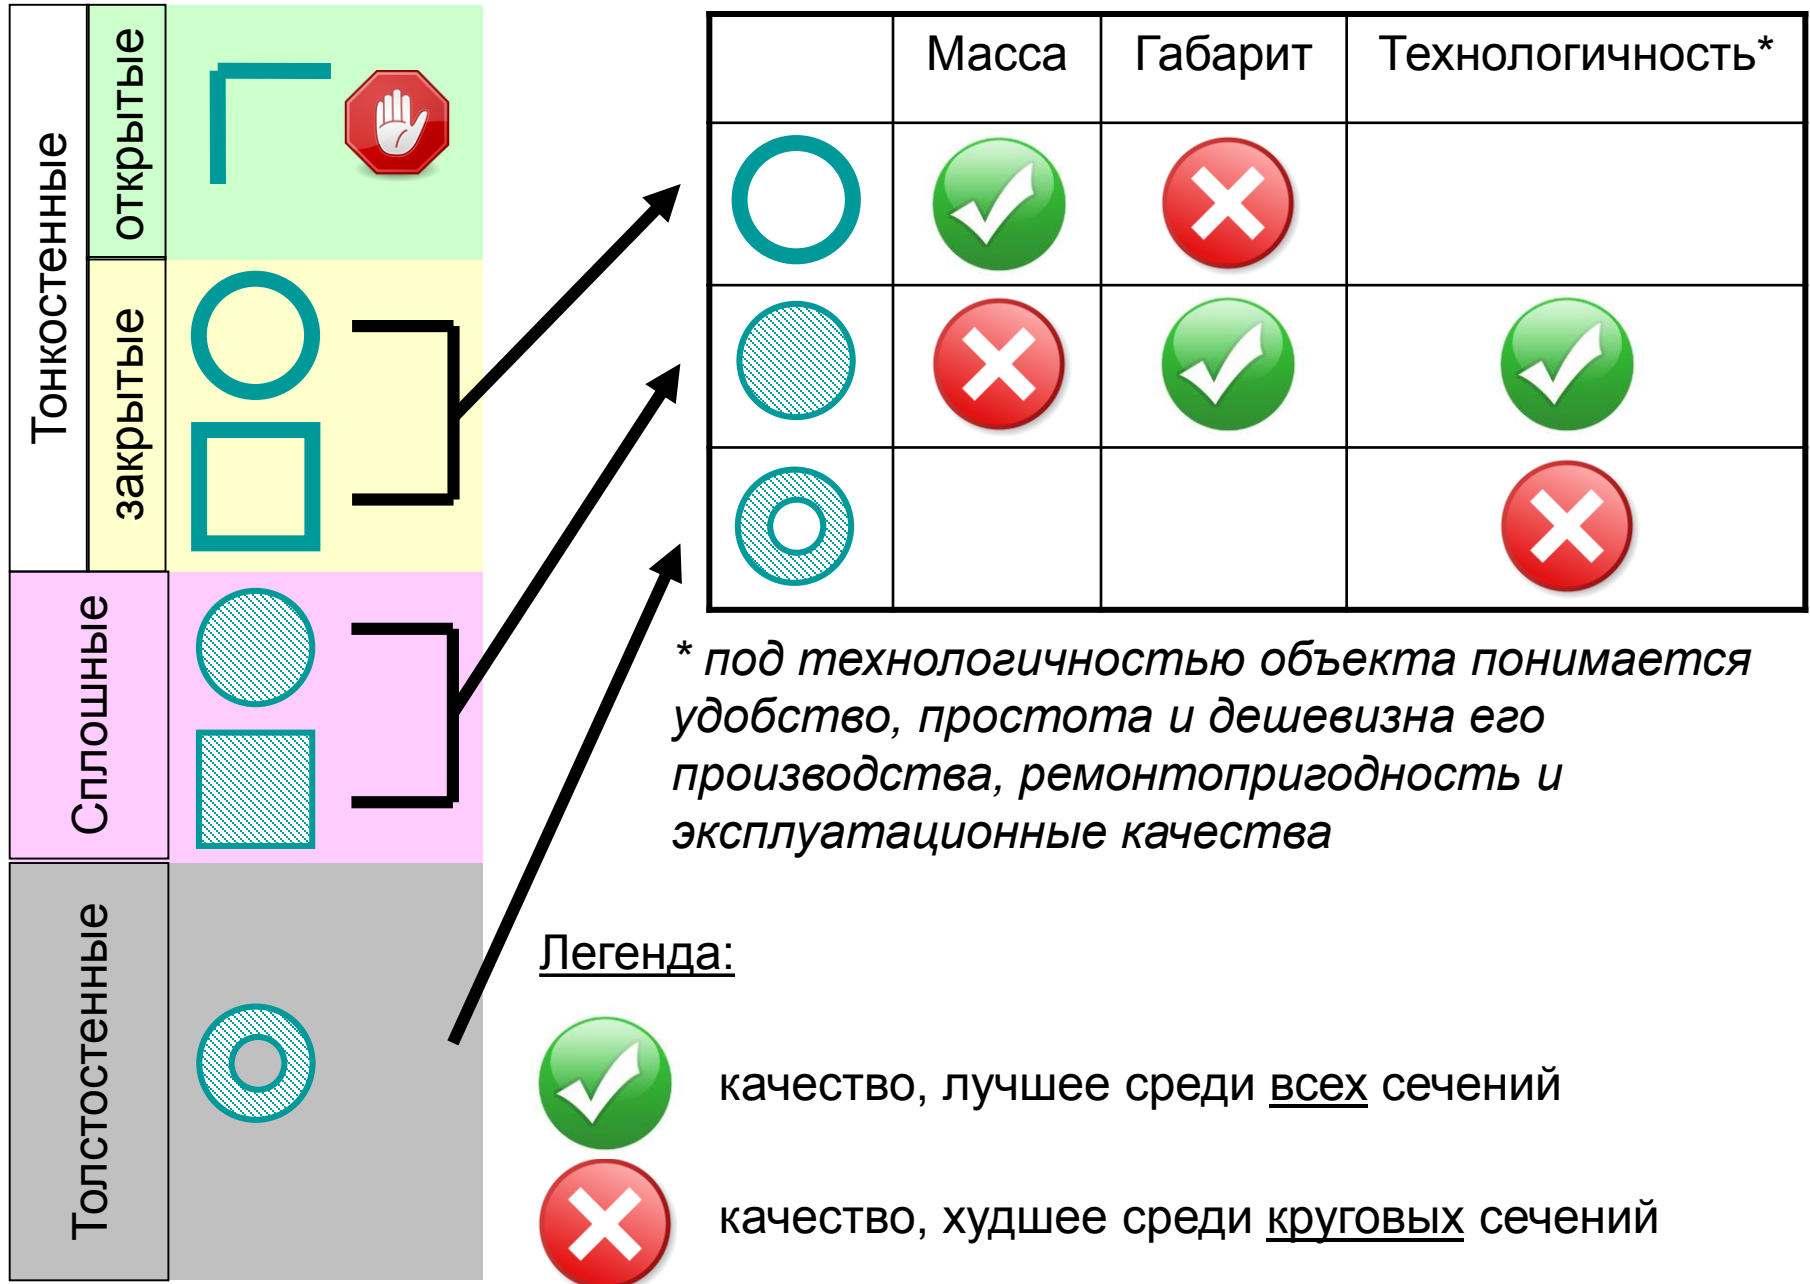 Тонкостенные
открытые
закрытые
Сплошные
Толстостенные
Масса Габарит Технологичность*
* под технологичностью объекта понимается
удобство, простота и дешевизна его
производства, ремонтопригодность и
эксплуатационные качества
Легенда:
качество, лучшее среди всех сечений
качество, худшее среди круговых сечений